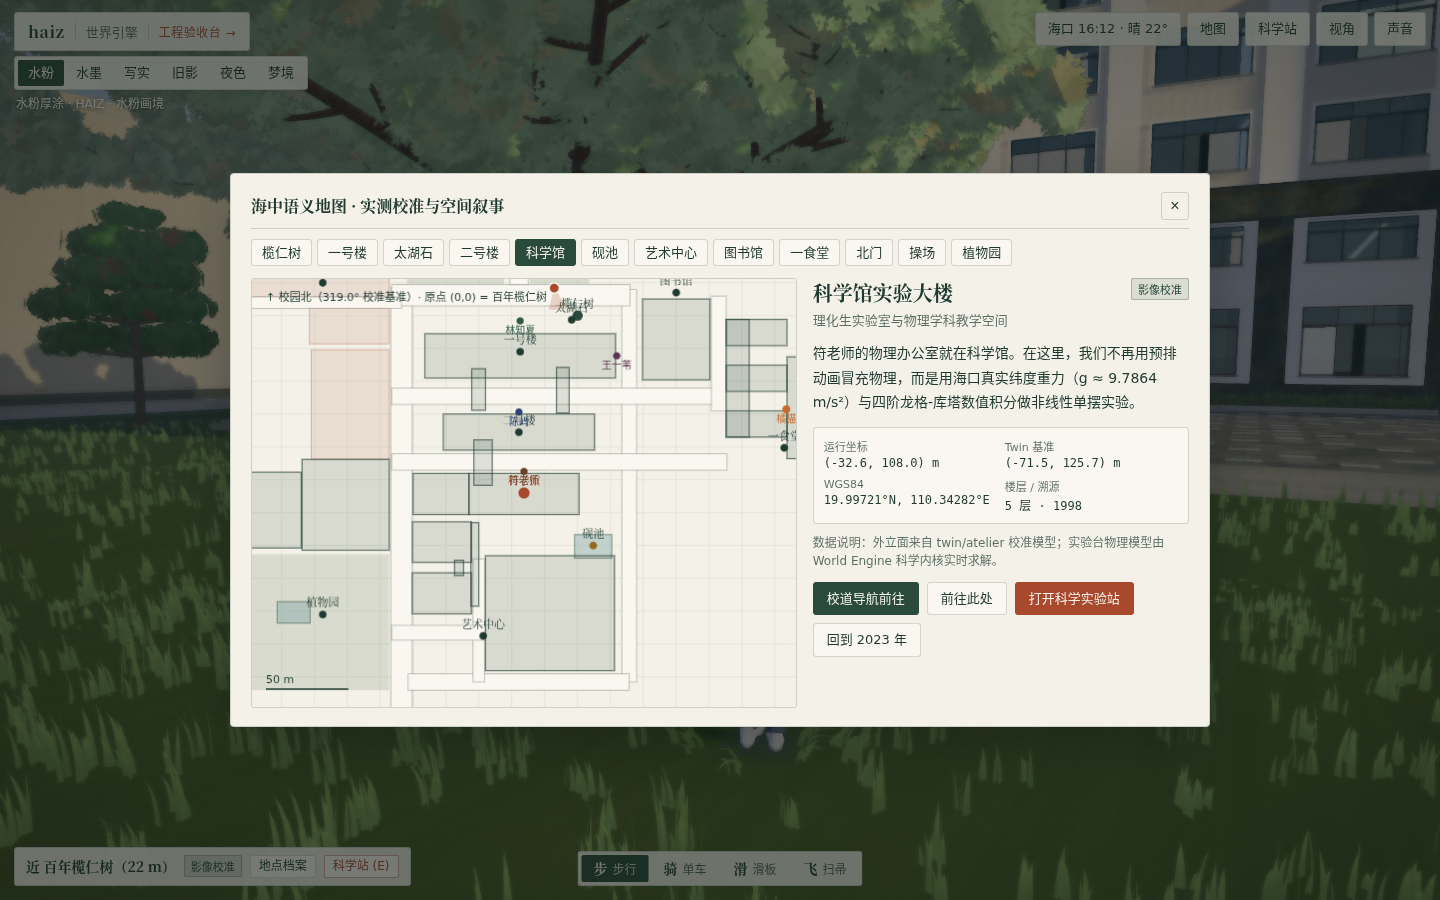 haiz 世界引擎 工程验收台 →
海口 16:12 · 晴 22° 地图 科学站 视角 声音
水粉 水墨 写实 旧影 夜色 梦境
水粉厚涂 · HAIZ · 水粉画境
海中语义地图 · 实测校准与空间叙事 ×
榄仁树 一号楼 太湖石 二号楼 科学馆 砚池 艺术中心 图书馆 一食堂 北门 操场 植物园
↑ 校园北（319.0° 校准基准）· 原点 (0,0) = 百年榄仁树
图书馆
榄仁树
林知夏
一号楼
王一苇
橘猫
一食堂
符老师
砚池
植物园
艺术中心
50 m
科学馆实验大楼 影像校准
理化生实验室与物理学科教学空间
符老师的物理办公室就在科学馆。在这里，我们不再用预排
动画冒充物理，而是用海口真实纬度重力（g ≈ 9.7864
m/s²）与四阶龙格-库塔数值积分做非线性单摆实验。
运行坐标 Twin 基准
(-32.6, 108.0) m (-71.5, 125.7) m
WGS84 楼层 / 溯源
19.99721°N, 110.34282°E 5 层 · 1998
数据说明：外立面来自 twin/atelier 校准模型；实验台物理模型由
World Engine 科学内核实时求解。
校道导航前往 前往此处 打开科学实验站
回到 2023 年
近 百年榄仁树（22 m） 影像校准 地点档案 科学站 (E)
步 步行 骑 单车 滑 滑板 飞 扫帚